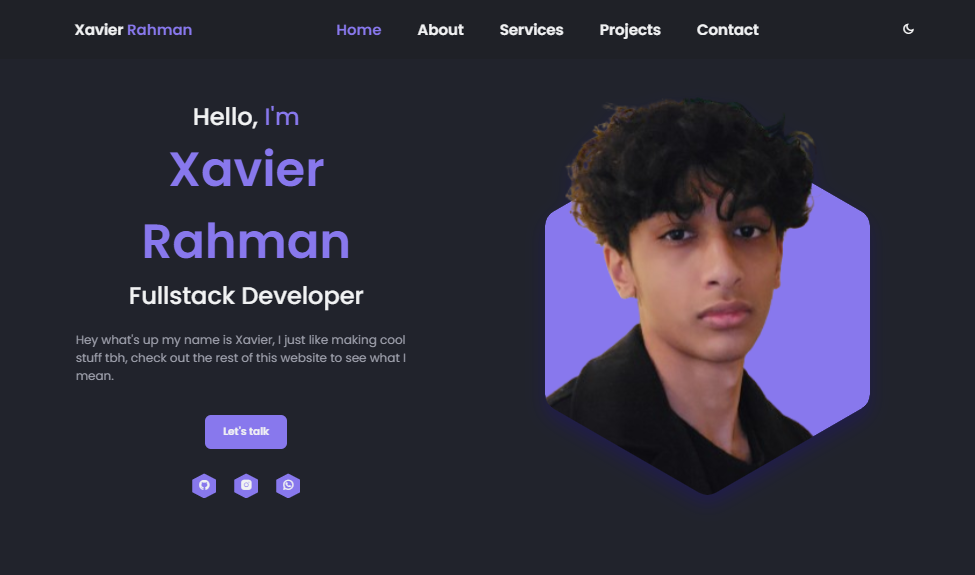 Xavier Rahman
Home About Services Projects Contact
Hello, I'm
Xavier
Rahman
Fullstack Developer
Hey what's up my name is Xavier, I just like making cool
stuff tbh, check out the rest of this website to see what I
mean.
Let's talk